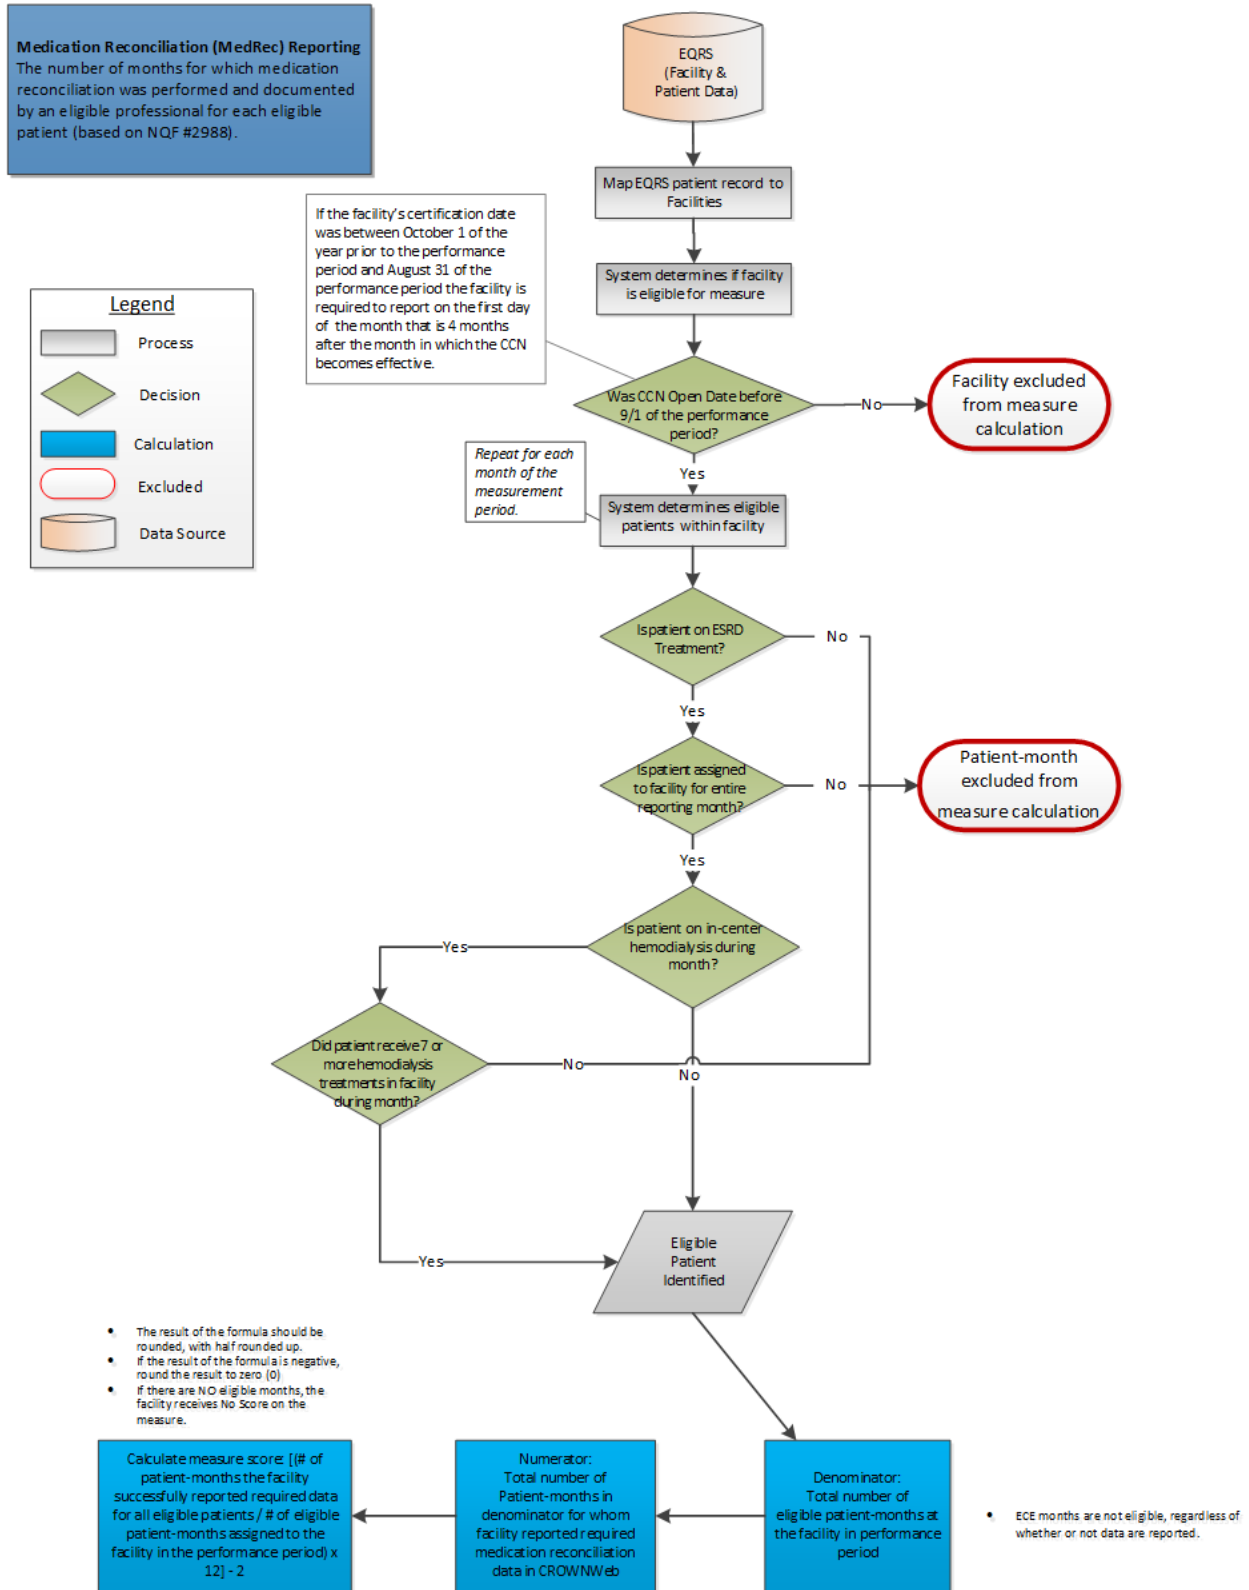 Medication Reconciliation (MedRec) Reporting
The number of months for which medication
reconciliation was performed and documented
by an eligible professional for each eligible
patient (based on NQF #2988).
EQRS
(Facility &
Patient Data)
Map EQRS patient record to
Facilities
If the facility's certification date
was between October 1 of the
year prior to the performance
period and August 31 of the
performance period the facility is
required to report on the first day
of the month that is 4 months
after the month in which the CCN
becomes effective.
System determines if facility
is eligible for measure
Legend
Process
Decision
Calculation
Excluded
Data Source
Was CCN Open Date before
9/1 of the performance
period?
No
Facility excluded
from measure
calculation
Yes
Repeat for each
month of the
measurement
period.
System determines eligible
patients within facility
Is patient on ESRD
Treatment?
No
Yes
Is patient assigned
to facility for entire
reporting month?
No
Patient-month
excluded from
measure calculation
Yes
Is patient on in-center
hemodialysis during
month?
Yes
Did patient receive 7 or
more hemodialysis
treatments in facility
during month?
No
No
Yes
Eligible
Patient
Identified
• The result of the formula should be
rounded, with half rounded up.
• If the result of the formula is negative,
round the result to zero (0)
• If there are NO eligible months, the
facility receives No Score on the
measure.
Calculate measure score: [(# of
patient-months the facility
successfully reported required data
for all eligible patients / # of eligible
patient-months assigned to the
facility in the performance period) x
12] - 2
Numerator:
Total number of
Patient-months in
denominator for whom
facility reported required
medication reconciliation
data in CROWNWeb
Denominator:
Total number of
eligible patient-months at
the facility in performance
period
• ECE months are not eligible, regardless of
whether or not data are reported.